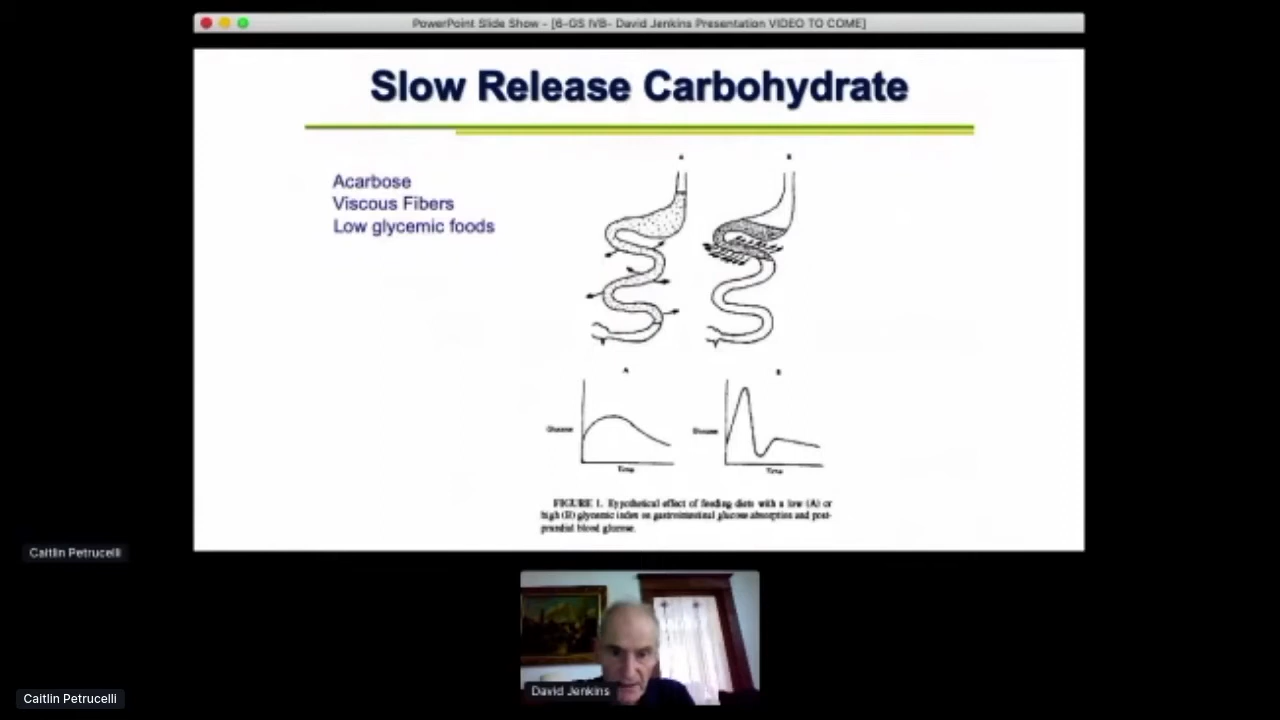 PowerPoint Slide Show - [6-GS IVB- David Jenkins Presentation VIDEO TO COME]
Slow Release Carbohydrate
Acarbose
Viscous Fibers
Low glycemic foods
A
B
A
B
Glucose
Time
Glucose
Time
FIGURE 1. Hypothetical effect of feeding diets with a low (A) or
high (B) glycemic index on gastrointestinal glucose absorption and post-
prandial blood glucose.
Caitlin Petrucelli
David Jenkins
Caitlin Petrucelli